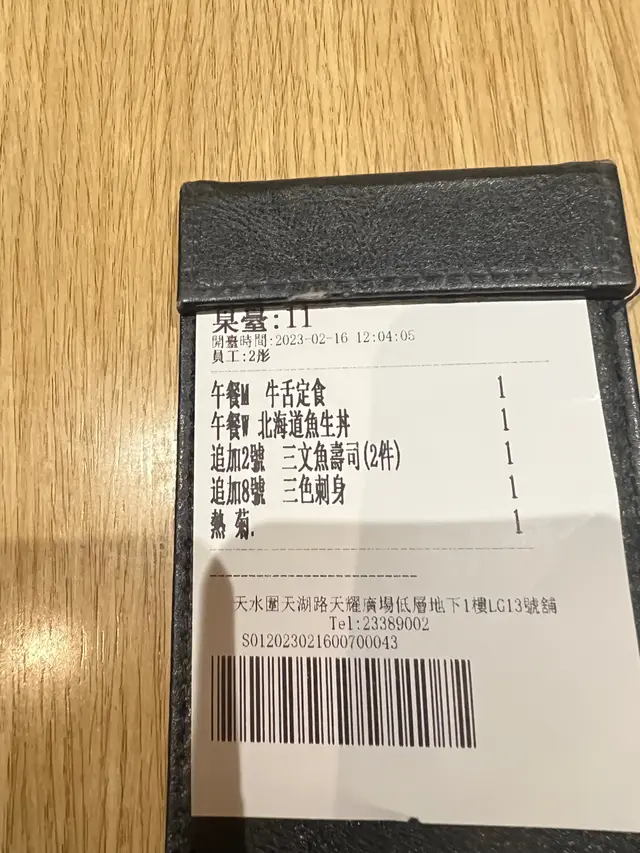 桌臺:11
開臺時間:2023-02-16 12:04:05
員工:2彤
午餐M 牛舌定食 1
午餐W 北海道魚生丼 1
追加2號 三文魚壽司(2件) 1
追加8號 三色刺身 1
熱 菊. 1
天水圍天湖路天耀廣場低層地下1樓LG13號舖
Tel:23389002
S012023021600700043